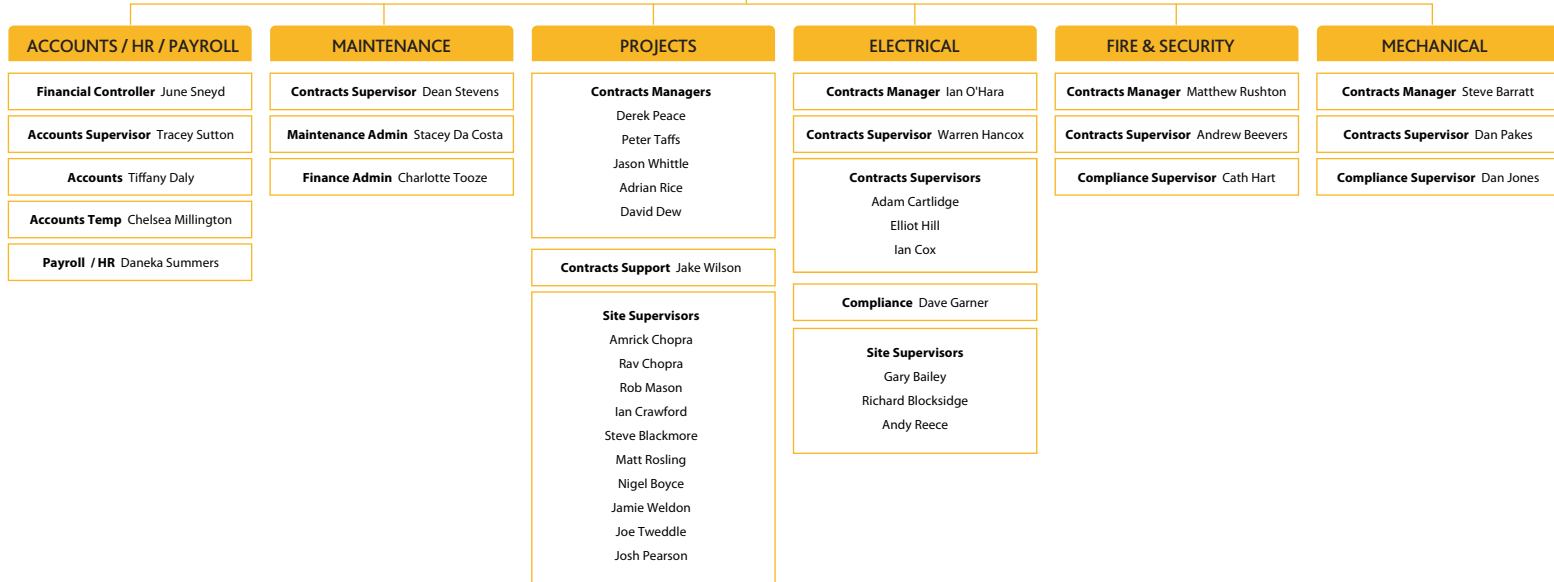 ACCOUNTS / HR / PAYROLL
Financial Controller June Sneyd
Accounts Supervisor Tracey Sutton
Accounts Tiffany Daly
Accounts Temp Chelsea Millington
Payroll / HR Daneka Summers
MAINTENANCE
Contracts Supervisor Dean Stevens
Maintenance Admin Stacey Da Costa
Finance Admin Charlotte Tooze
PROJECTS
Contracts Managers
Derek Peace
Peter Taffs
Jason Whittle
Adrian Rice
David Dew
Contracts Support Jake Wilson
Site Supervisors
Amrick Chopra
Rav Chopra
Rob Mason
Ian Crawford
Steve Blackmore
Matt Rosling
Nigel Boyce
Jamie Weldon
Joe Tweddle
Josh Pearson
ELECTRICAL
Contracts Manager Ian O'Hara
Contracts Supervisor Warren Hancox
Contracts Supervisors
Adam Cartlidge
Elliot Hill
Ian Cox
Compliance Dave Garner
Site Supervisors
Gary Bailey
Richard Blocksidge
Andy Reece
FIRE & SECURITY
Contracts Manager Matthew Rushton
Contracts Supervisor Andrew Beevers
Compliance Supervisor Cath Hart
MECHANICAL
Contracts Manager Steve Barratt
Contracts Supervisor Dan Pakes
Compliance Supervisor Dan Jones